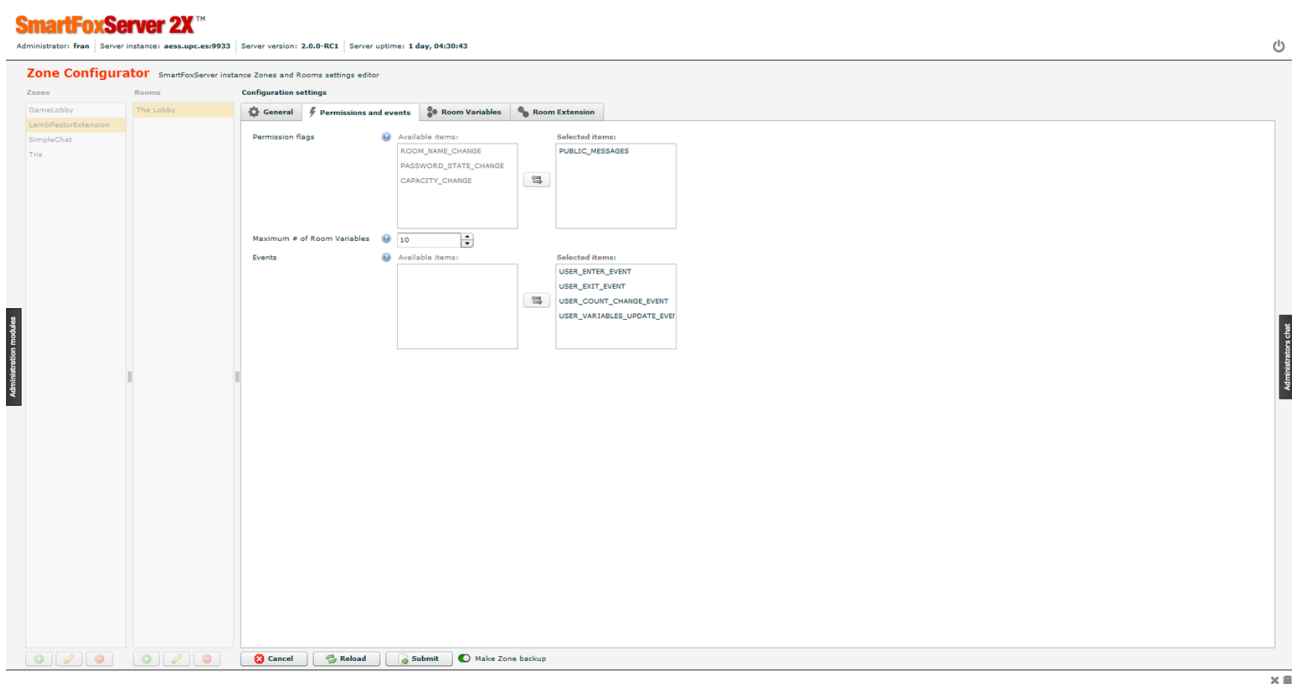 SmartFoxServer 2X™
Administrator: fran Server instance: aess.upc.es:9933 Server version: 2.0.0-RC1 Server uptime: 1 day, 04:30:43
Zone Configurator SmartFoxServer instance Zones and Rooms settings editor
Zones Rooms Configuration settings
GameLobby
LambPastorExtension
SimpleChat
Tris
The Lobby
General Permissions and events Room Variables Room Extension
Permission flags Available items: Selected items:
ROOM_NAME_CHANGE
PASSWORD_STATE_CHANGE
CAPACITY_CHANGE
PUBLIC_MESSAGES
Maximum # of Room Variables 10
Events Available items: Selected items:
USER_ENTER_EVENT
USER_EXIT_EVENT
USER_COUNT_CHANGE_EVENT
USER_VARIABLES_UPDATE_EVE
Administration modules
Administrators chat
Cancel Reload Submit Make Zone backup